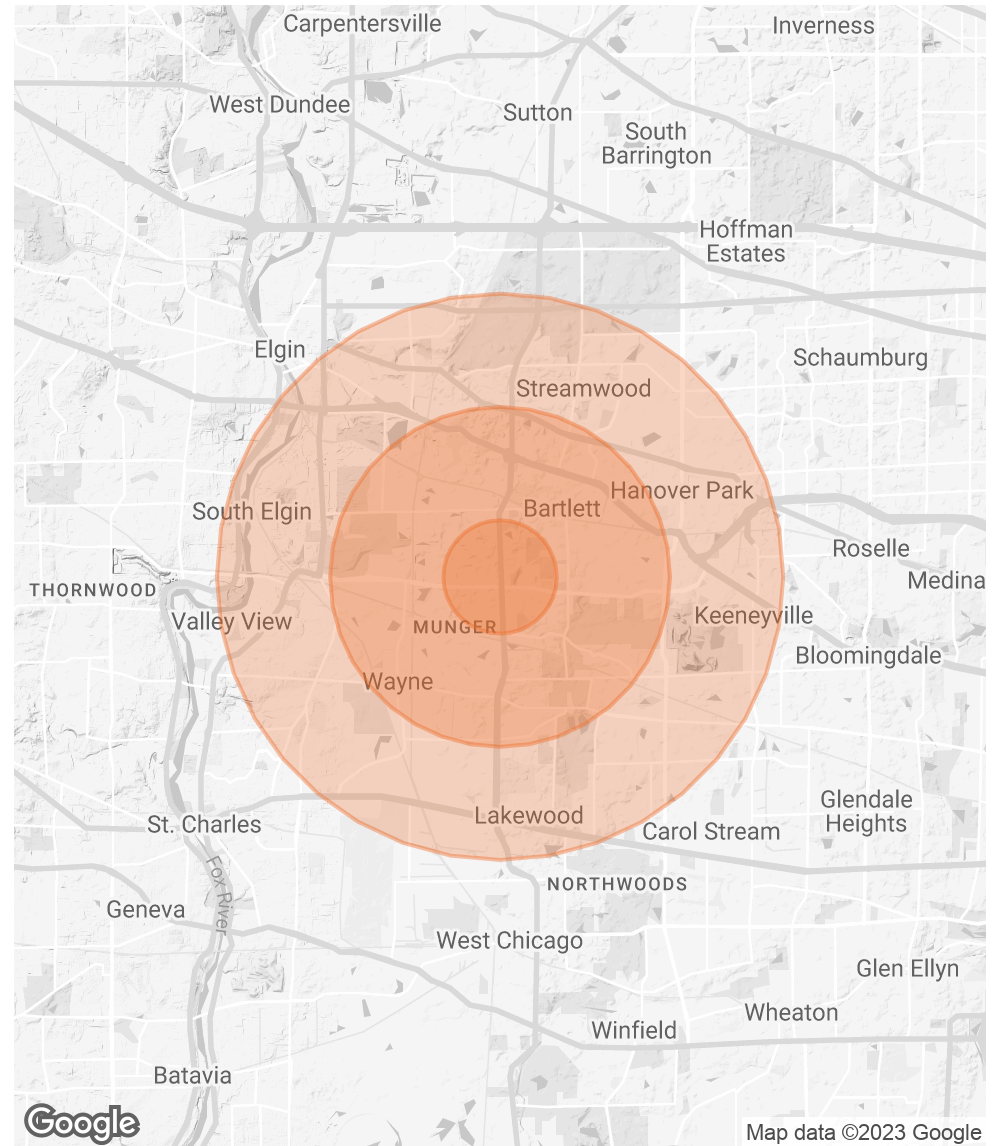 Carpentersville
Inverness
West Dundee
Sutton
South
Barrington
Hoffman
Estates
Elgin
Schaumburg
Streamwood
Hanover Park
South Elgin
Bartlett
Roselle
THORNWOOD
Medina
Valley View
MUNGER
Keeneyville
Bloomingdale
Wayne
Glendale
Heights
Lakewood
St. Charles
Carol Stream
Fox River
NORTHWOODS
Geneva
West Chicago
Glen Ellyn
Wheaton
Winfield
Batavia
Google
Map data ©2023 Google